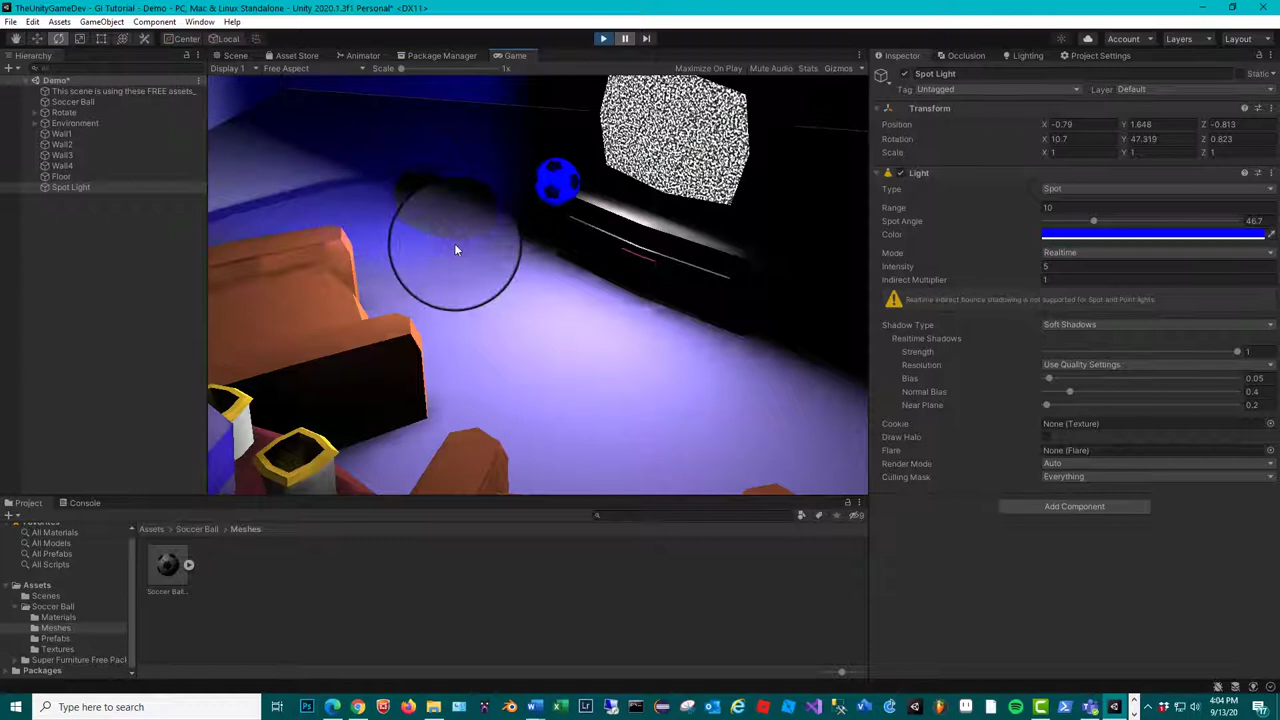 TheUnityGameDev - GI Tutorial - Demo - PC, Mac & Linux Standalone - Unity 2020.1.3f1 Personal* <DX11>
File Edit Assets GameObject Component Window Help
Center Local Account Layers Layout
Hierarchy
All
Demo*
This scene is using these FREE assets_
Soccer Ball
Rotate
Environment
Wall1
Wall2
Wall3
Wall4
Floor
Spot Light
Scene Asset Store Animator Package Manager Game
Display 1 Free Aspect Scale 1x Maximize On Play Mute Audio Stats Gizmos
Inspector Occlusion Lighting Project Settings
Spot Light Static
Tag Untagged Layer Default
Transform
Position X -0.79 Y 1.646 Z -0.813
Rotation X 10.7 Y 47.319 Z 0.823
Scale X 1 Y 1 Z 1
Light
Type Spot
Range 10
Spot Angle 46.7
Color
Mode Realtime
Intensity 5
Indirect Multiplier 1
Realtime indirect bounce shadowing is not supported for Spot and Point lights.
Shadow Type Soft Shadows
Realtime Shadows
Strength 1
Resolution Use Quality Settings
Bias 0.05
Normal Bias 0.4
Near Plane 0.2
Cookie None (Texture)
Draw Halo
Flare None (Flare)
Render Mode Auto
Culling Mask Everything
Add Component
Project Console
9
Favorites
All Materials
All Models
All Prefabs
All Scripts
Assets
Scenes
Soccer Ball
Materials
Meshes
Prefabs
Textures
Super Furniture Free Pack
Packages
Assets Soccer Ball Meshes
Soccer Ball..
Type here to search
4:04 PM
9/13/20